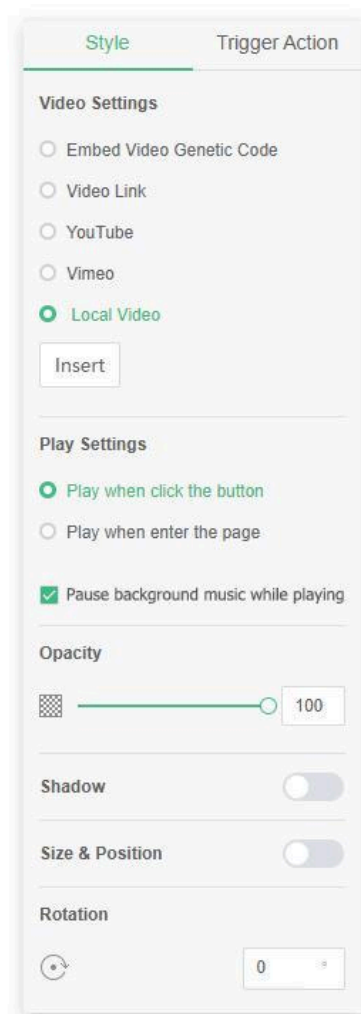 Style Trigger Action
Video Settings
Embed Video Genetic Code
Video Link
YouTube
Vimeo
Local Video
Insert
Play Settings
Play when click the button
Play when enter the page
Pause background music while playing
Opacity
100
Shadow
Size & Position
Rotation
0 °